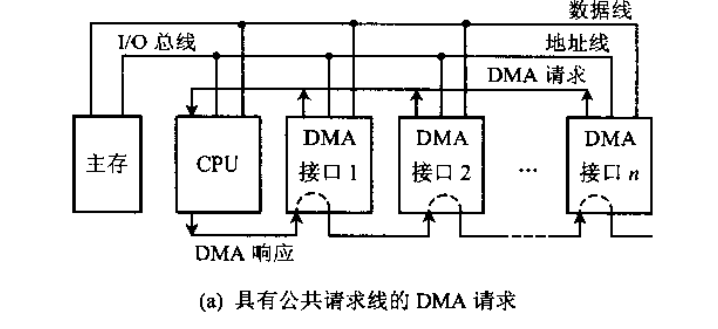 数据线
I/O 总线
地址线
DMA 请求
主存
CPU
DMA
接口 1
DMA
接口 2
...
DMA
接口 n
DMA 响应
(a) 具有公共请求线的 DMA 请求